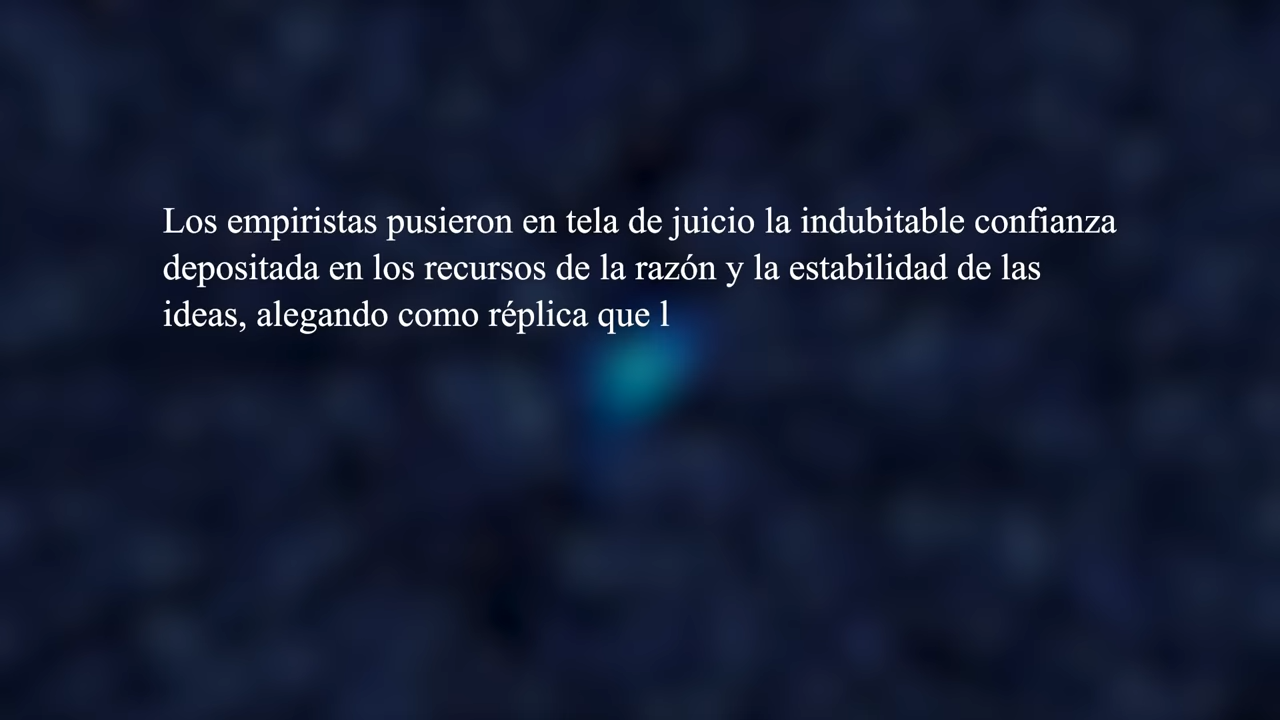 Los empiristas pusieron en tela de juicio la indubitable confianza
depositada en los recursos de la razón y la estabilidad de las
ideas, alegando como réplica que l